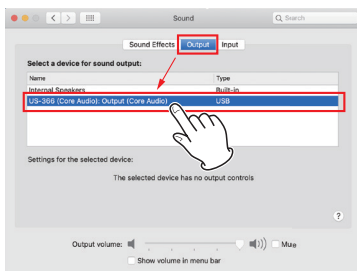 Sound
Search
Sound Effects Output Input
Select a device for sound output:
Name Type
Internal Speakers Built-in
US-366 (Core Audio): Output (Core Audio) USB
Settings for the selected device:
The selected device has no output controls
?
Output volume: Mute
Show volume in menu bar